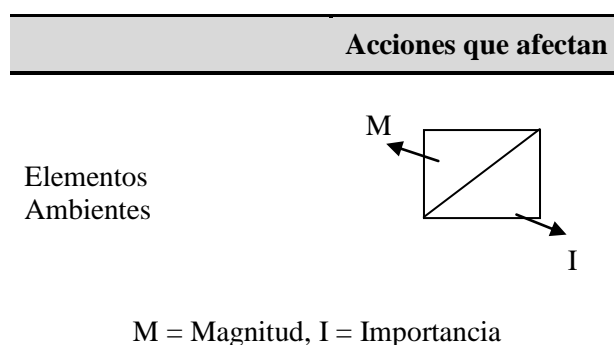 Acciones que afectan
M
Elementos
Ambientes
I
M = Magnitud, I = Importancia